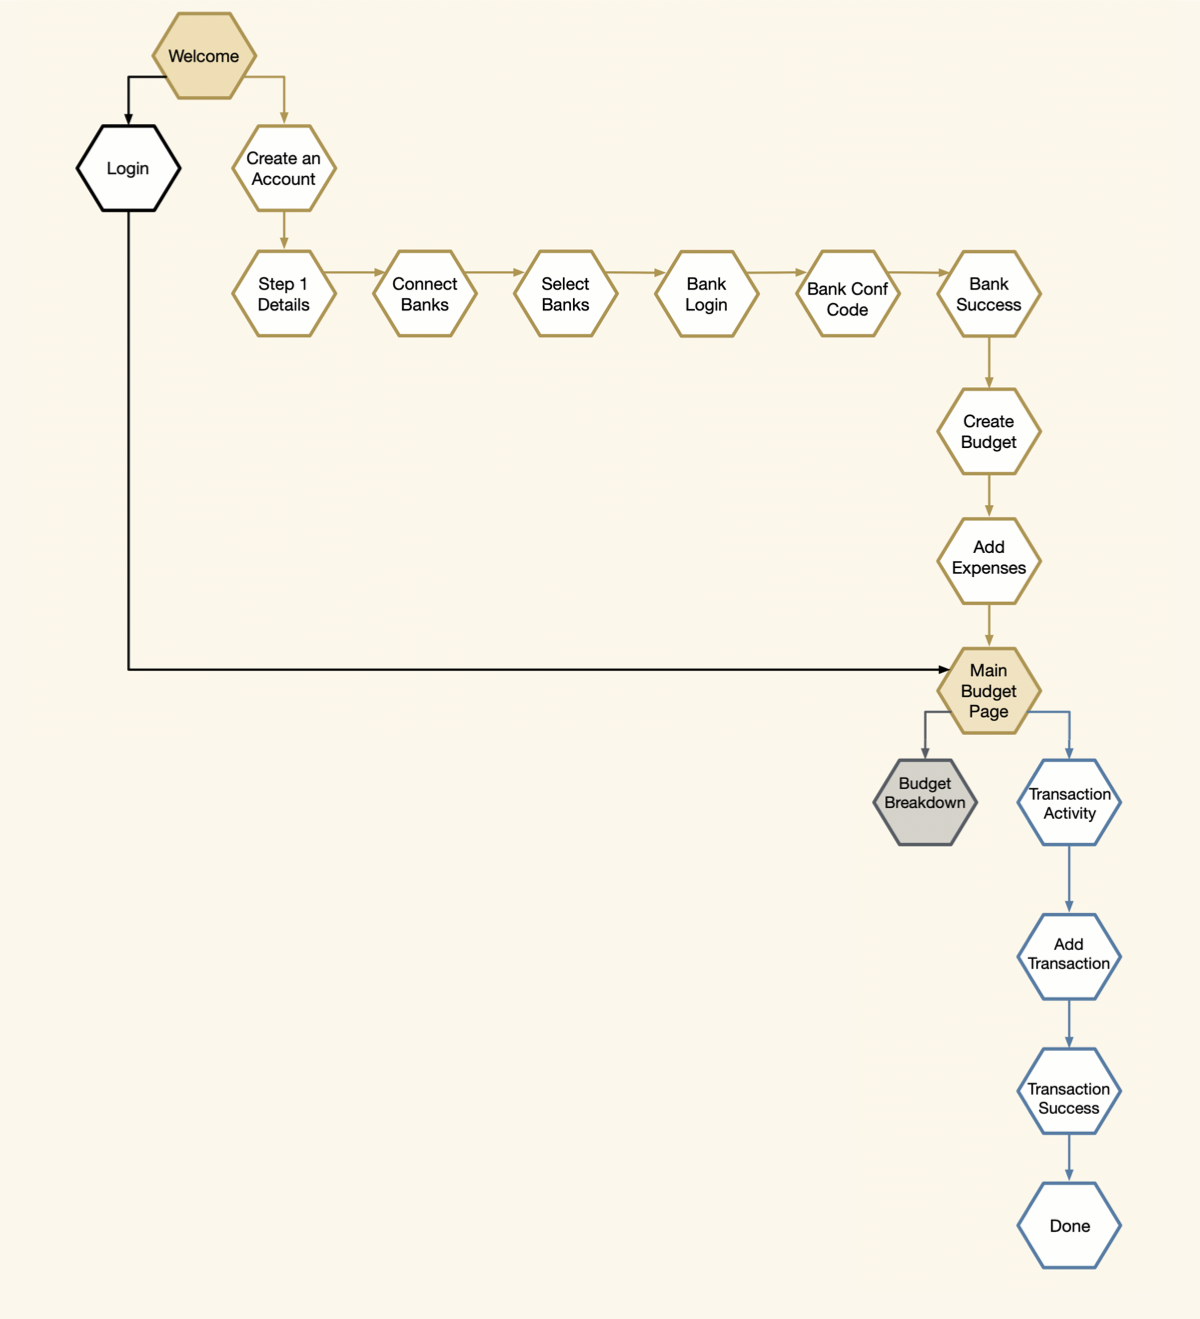 Welcome
Login
Create an
Account
Step 1
Details
Connect
Banks
Select
Banks
Bank
Login
Bank Conf
Code
Bank
Success
Create
Budget
Add
Expenses
Main
Budget
Page
Budget
Breakdown
Transaction
Activity
Add
Transaction
Transaction
Success
Done